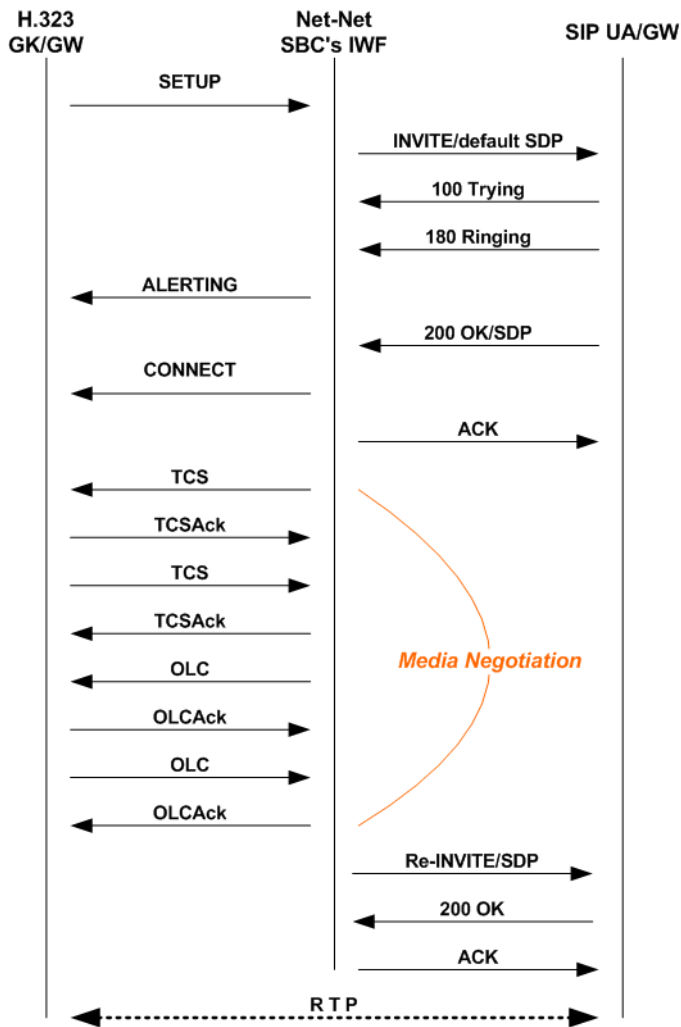 H.323
GK/GW
Net-Net
SBC's IWF
SIP UA/GW
SETUP
INVITE/default SDP
100 Trying
180 Ringing
ALERTING
200 OK/SDP
CONNECT
ACK
TCS
TCSAck
TCS
TCSAck
OLC
Media Negotiation
OLCAck
OLC
OLCAck
Re-INVITE/SDP
200 OK
ACK
R T P